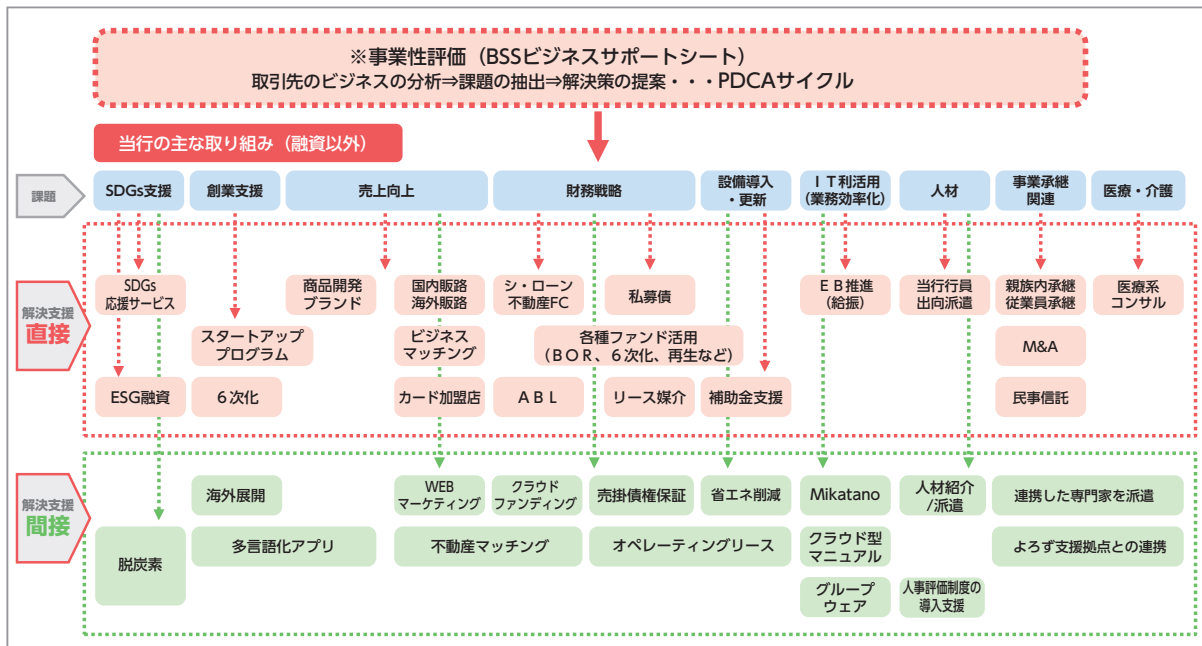 ※事業性評価（BSSビジネスサポートシート）
取引先のビジネスの分析⇒課題の抽出⇒解決策の提案・・・PDCAサイクル
当行の主な取り組み（融資以外）
課題
SDGs支援
創業支援
売上向上
財務戦略
設備導入
・更新
ＩＴ利活用
(業務効率化)
人材
事業承継
関連
医療・介護
解決支援
直接
SDGs
応援サービス
商品開発
ブランド
国内販路
海外販路
シ・ローン
不動産FC
私募債
ＥＢ推進
(給振)
当行行員
出向派遣
親族内承継
従業員承継
医療系
コンサル
スタートアップ
プログラム
ビジネス
マッチング
各種ファンド活用
（ＢＯＲ、６次化、再生など）
M&A
ESG融資
６次化
カード加盟店
ＡＢＬ
リース媒介
補助金支援
民事信託
解決支援
間接
海外展開
WEB
マーケティング
クラウド
ファンディング
売掛債権保証
省エネ削減
Mikatano
人材紹介
/派遣
連携した専門家を派遣
脱炭素
多言語化アプリ
不動産マッチング
オペレーティングリース
クラウド型
マニュアル
よろず支援拠点との連携
グループ
ウェア
人事評価制度の
導入支援